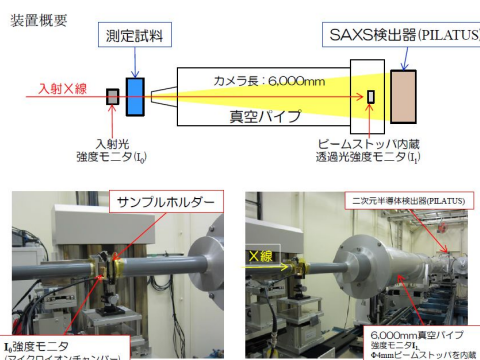 装置概要
測定試料
SAXS検出器(PILATUS)
カメラ長：6,000mm
入射X線
真空パイプ
入射光
強度モニタ(I₀)
ビームストッパ内蔵
透過光強度モニタ(I₁)
サンプルホルダー
二次元半導体検出器(PILATUS)
X線
I₀強度モニタ
(マイクロイオンチャンバー)
6,000mm真空パイプ
強度モニタI₁,
Φ4mmビームストッパを内蔵